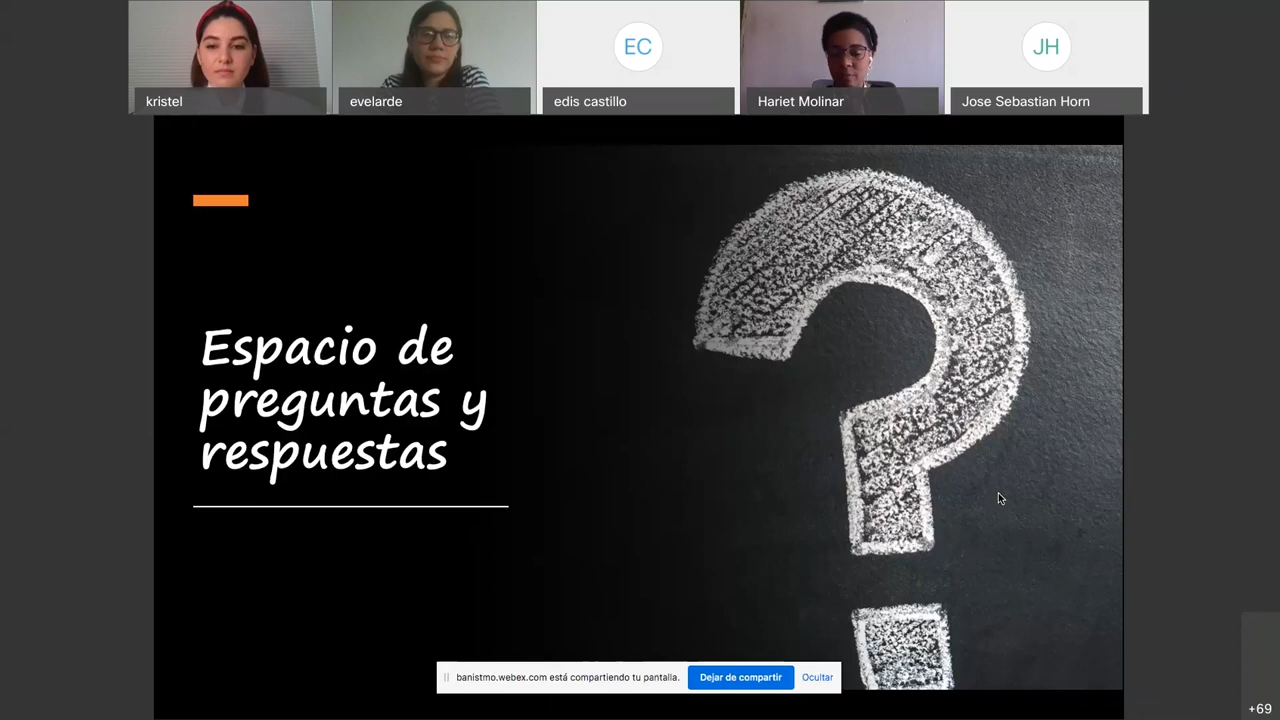 kristel
evelarde
EC
edis castillo
Hariet Molinar
JH
Jose Sebastian Horn
Espacio de
preguntas y
respuestas
banistmo.webex.com está compartiendo tu pantalla.
Dejar de compartir
Ocultar
+69